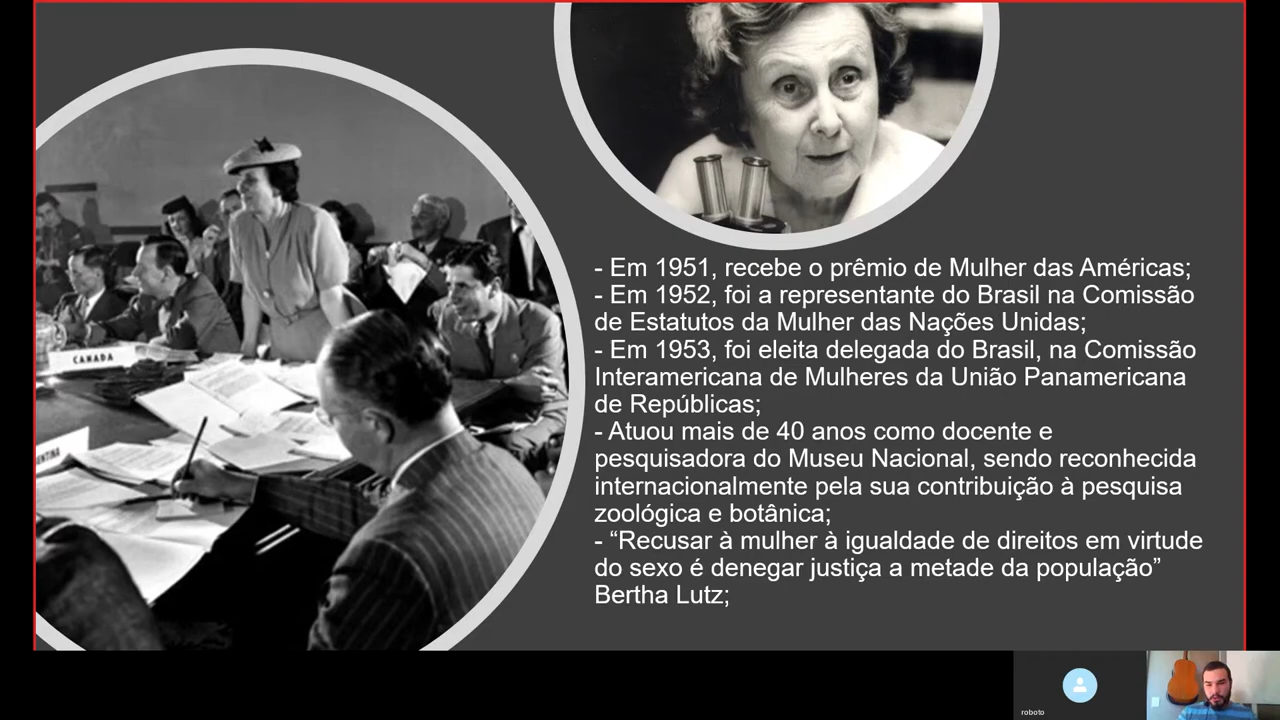 CANADA
- Em 1951, recebe o prêmio de Mulher das Américas;
- Em 1952, foi a representante do Brasil na Comissão
de Estatutos da Mulher das Nações Unidas;
- Em 1953, foi eleita delegada do Brasil, na Comissão
Interamericana de Mulheres da União Panamericana
de Repúblicas;
- Atuou mais de 40 anos como docente e
pesquisadora do Museu Nacional, sendo reconhecida
internacionalmente pela sua contribuição à pesquisa
zoológica e botânica;
- “Recusar à mulher à igualdade de direitos em virtude
do sexo é denegar justiça a metade da população”
Bertha Lutz;
roboto